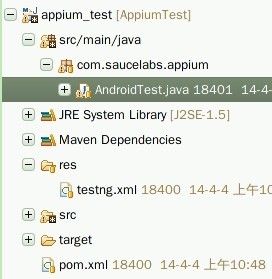 appium_test [AppiumTest]
src/main/java
com.saucelabs.appium
AndroidTest.java 18401 14-4-
JRE System Library [J2SE-1.5]
Maven Dependencies
res
testng.xml 18400 14-4-4 上午10
src
target
pom.xml 18400 14-4-4 上午10:48